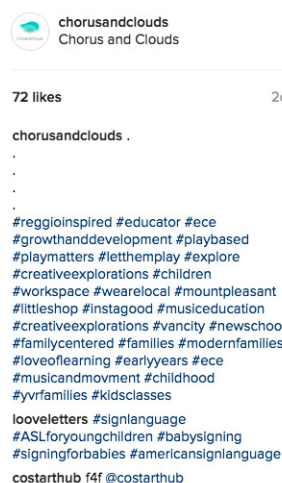 chorusandclouds
Chorus and Clouds
72 likes
chorusandclouds .
.
.
.
.
#reggioinspired #educator #ece
#growthanddevelopment #playbased
#playmatters #letthemplay #explore
#creativeexplorations #children
#workspace #wearelocal #mountpleasant
#littleshop #instagood #musiceducation
#creativeexplorations #vancity #newschoo
#familycentered #families #modernfamilies
#loveoflearning #earlyyears #ece
#musicandmovment #childhood
#yvrfamilies #kidsclasses
looveletters #signlanguage
#ASLforyoungchildren #babysigning
#signingforbabies #americansignlanguage
costarthub f4f @costarthub